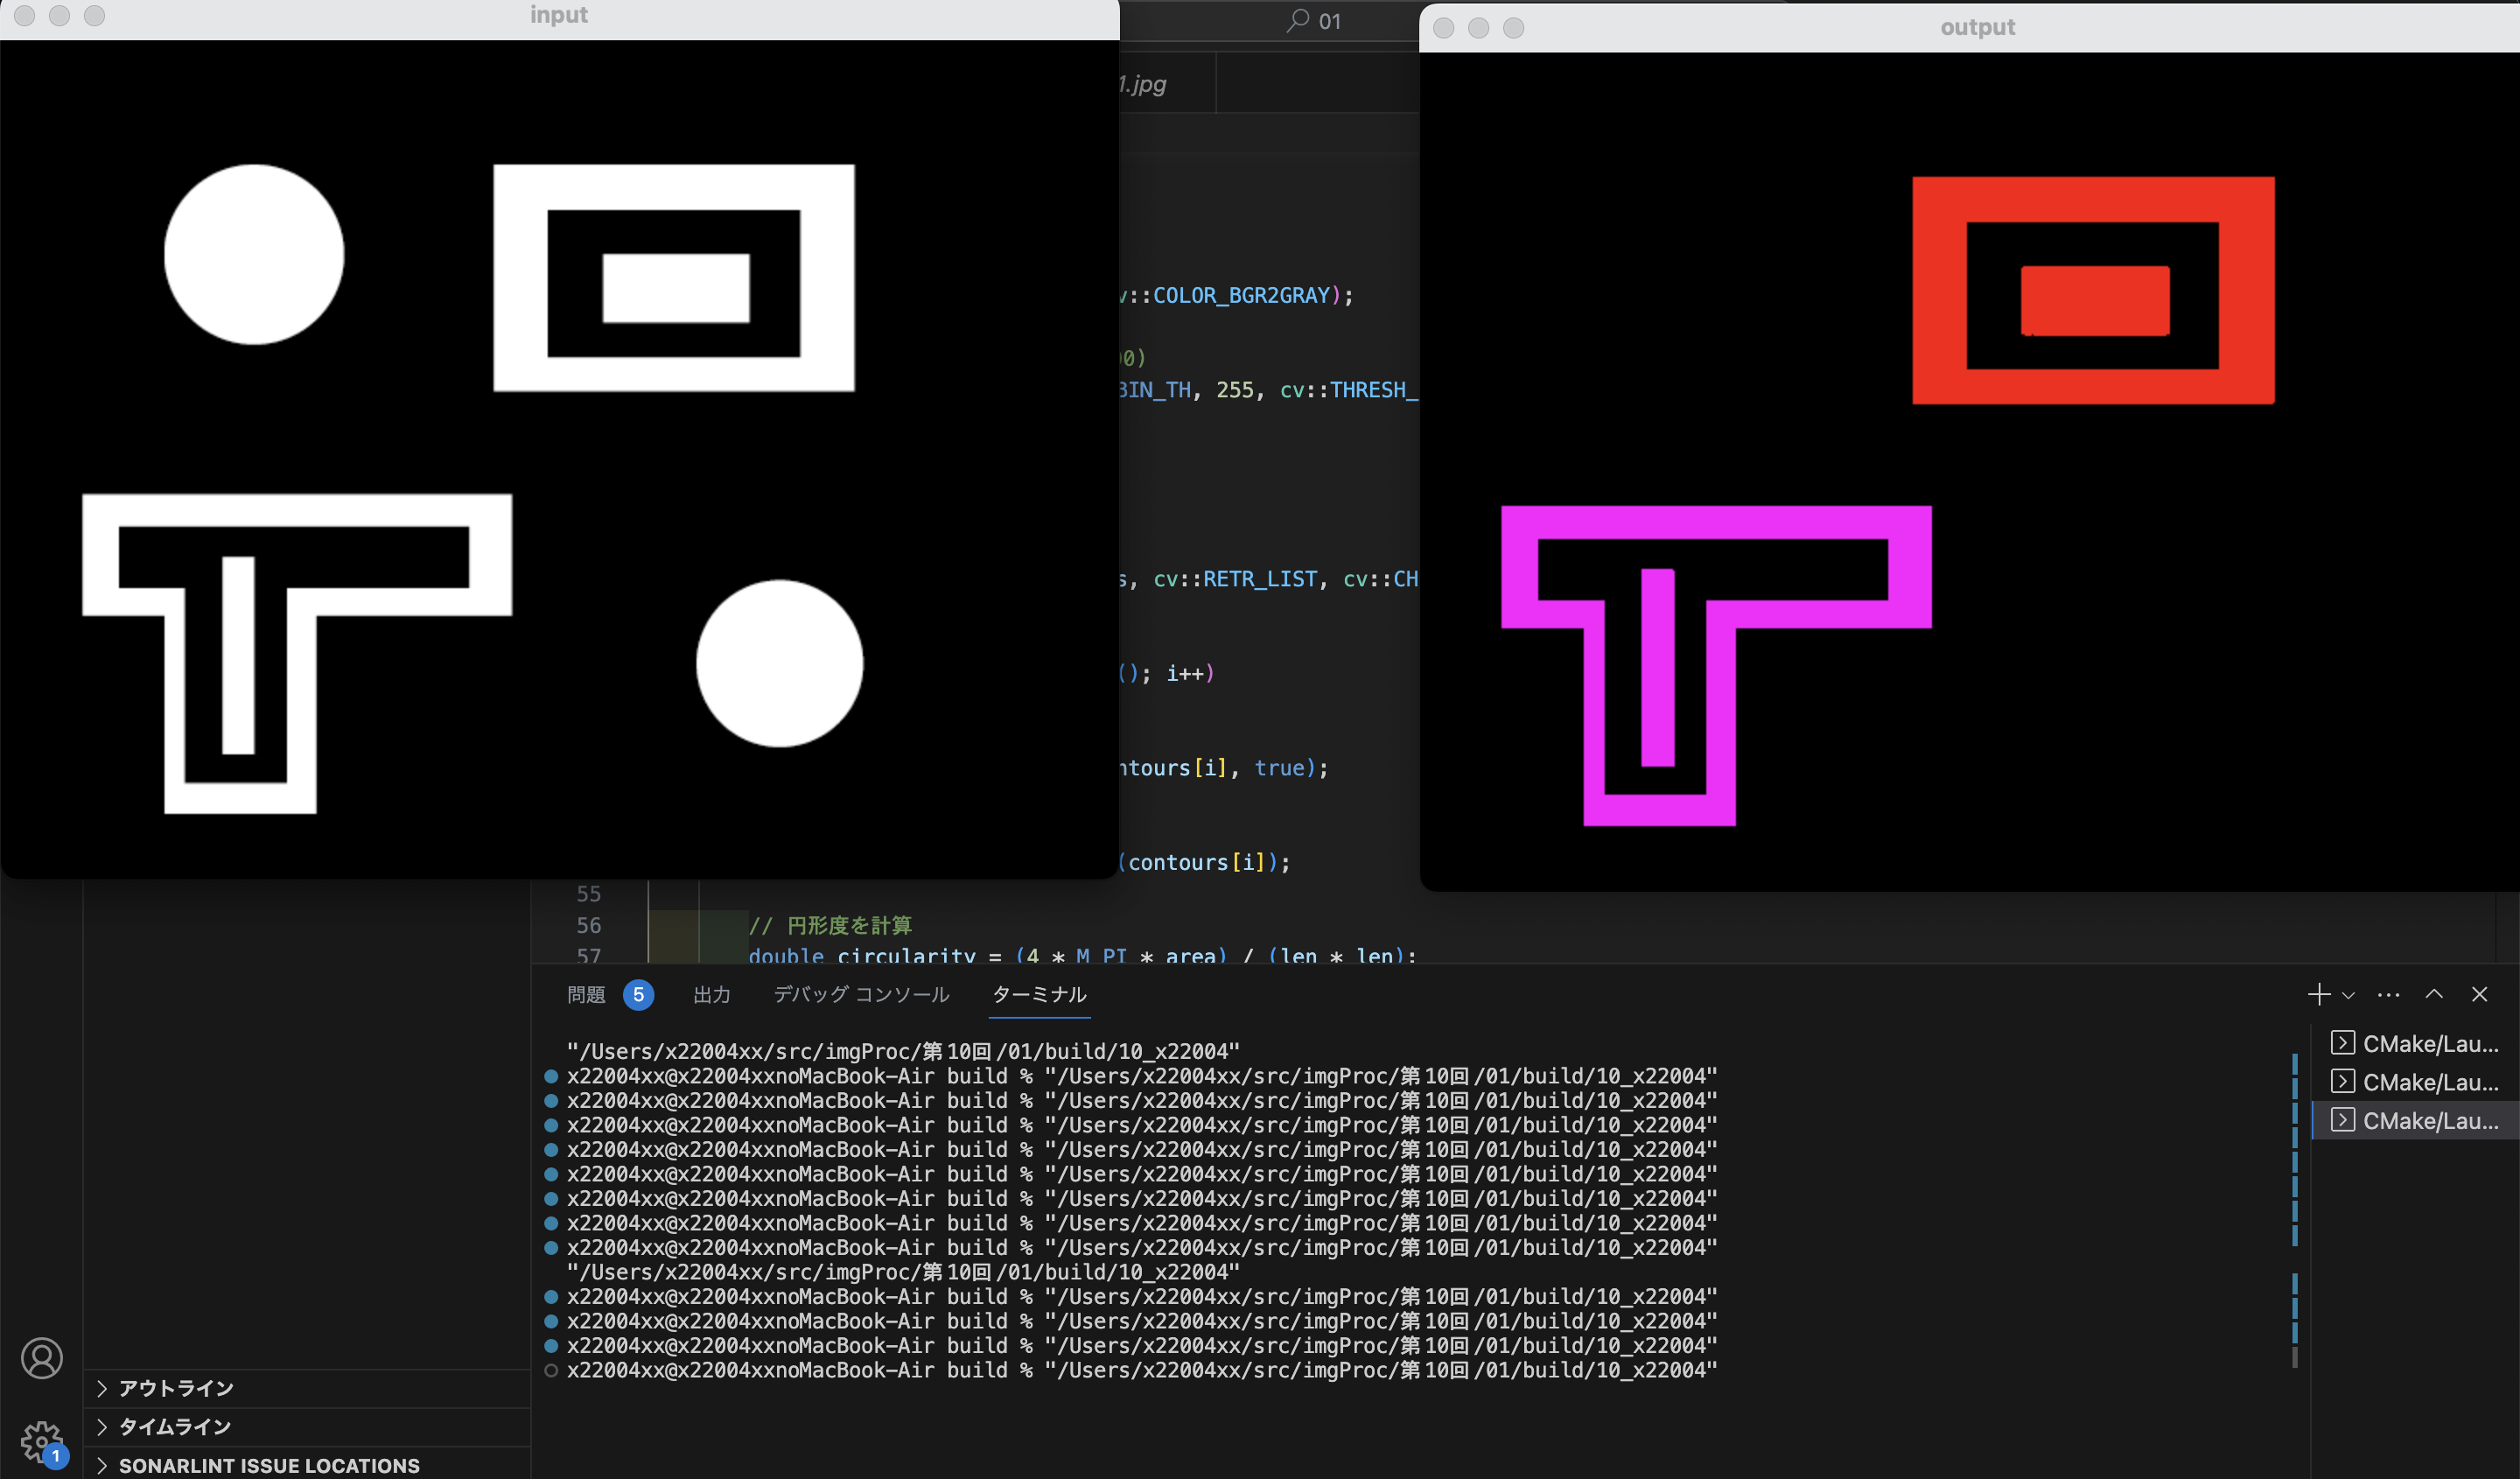 input
01
output
1.jpg
v::COLOR_BGR2GRAY);
00)
BIN_TH, 255, cv::THRESH_
s, cv::RETR_LIST, cv::CH
(); i++)
ntours[i], true);
(contours[i]);
55
56 // 円形度を計算
57 double circularity = (4 * M_PI * area) / (len * len);
問題 5 出力 デバッグ コンソール ターミナル
"/Users/x22004xx/src/imgProc/第10回/01/build/10_x22004"
x22004xx@x22004xxnoMacBook-Air build % "/Users/x22004xx/src/imgProc/第10回/01/build/10_x22004"
x22004xx@x22004xxnoMacBook-Air build % "/Users/x22004xx/src/imgProc/第10回/01/build/10_x22004"
x22004xx@x22004xxnoMacBook-Air build % "/Users/x22004xx/src/imgProc/第10回/01/build/10_x22004"
x22004xx@x22004xxnoMacBook-Air build % "/Users/x22004xx/src/imgProc/第10回/01/build/10_x22004"
x22004xx@x22004xxnoMacBook-Air build % "/Users/x22004xx/src/imgProc/第10回/01/build/10_x22004"
x22004xx@x22004xxnoMacBook-Air build % "/Users/x22004xx/src/imgProc/第10回/01/build/10_x22004"
x22004xx@x22004xxnoMacBook-Air build % "/Users/x22004xx/src/imgProc/第10回/01/build/10_x22004"
x22004xx@x22004xxnoMacBook-Air build % "/Users/x22004xx/src/imgProc/第10回/01/build/10_x22004"
"/Users/x22004xx/src/imgProc/第10回/01/build/10_x22004"
x22004xx@x22004xxnoMacBook-Air build % "/Users/x22004xx/src/imgProc/第10回/01/build/10_x22004"
x22004xx@x22004xxnoMacBook-Air build % "/Users/x22004xx/src/imgProc/第10回/01/build/10_x22004"
x22004xx@x22004xxnoMacBook-Air build % "/Users/x22004xx/src/imgProc/第10回/01/build/10_x22004"
x22004xx@x22004xxnoMacBook-Air build % "/Users/x22004xx/src/imgProc/第10回/01/build/10_x22004"
CMake/Lau...
CMake/Lau...
CMake/Lau...
アウトライン
タイムライン
1
SONARLINT ISSUE LOCATIONS